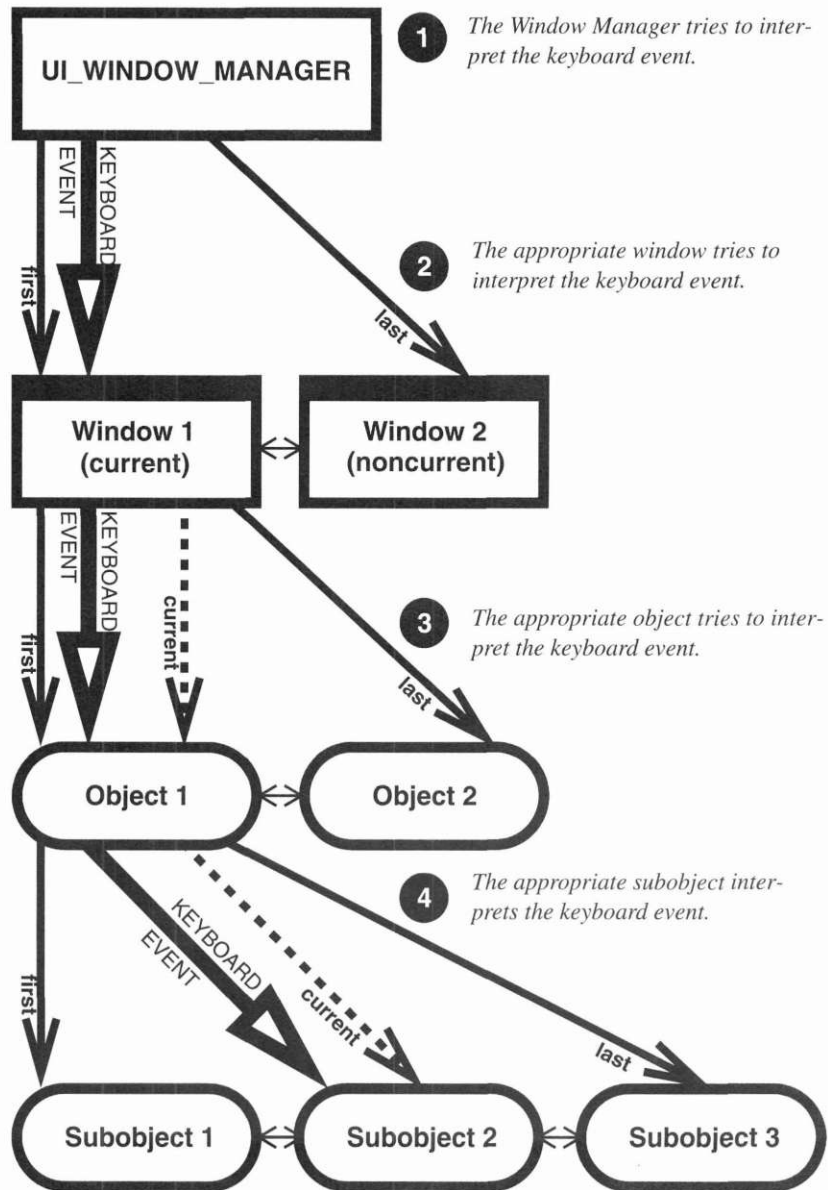 1
The Window Manager tries to inter-
pret the keyboard event.
UI_WINDOW_MANAGER
KEYBOARD
EVENT
first
last
2
The appropriate window tries to
interpret the keyboard event.
Window 1
(current)
Window 2
(noncurrent)
KEYBOARD
EVENT
first
current
last
3
The appropriate object tries to inter-
pret the keyboard event.
Object 1
Object 2
4
The appropriate subobject inter-
prets the keyboard event.
KEYBOARD
EVENT
first
current
last
Subobject 1
Subobject 2
Subobject 3